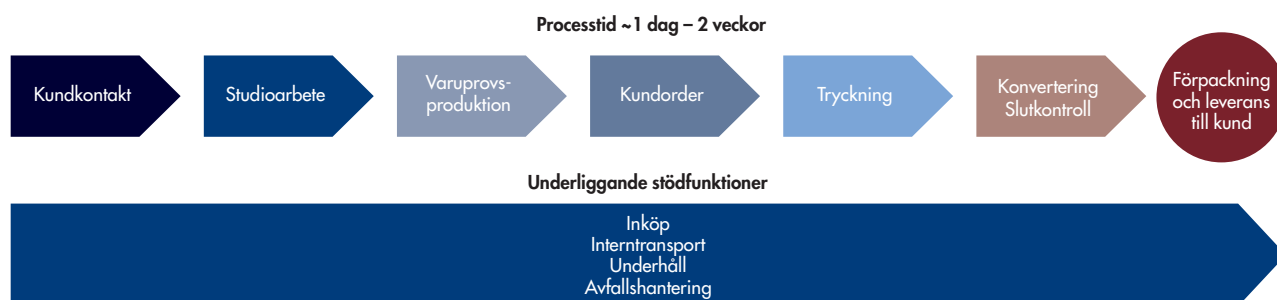 Processtid ~1 dag – 2 veckor
Kundkontakt
Studioarbete
Varuprovs-
produktion
Kundorder
Tryckning
Konvertering
Slutkontroll
Förpackning
och leverans
till kund
Underliggande stödfunktioner
Inköp
Interntransport
Underhåll
Avfallshantering